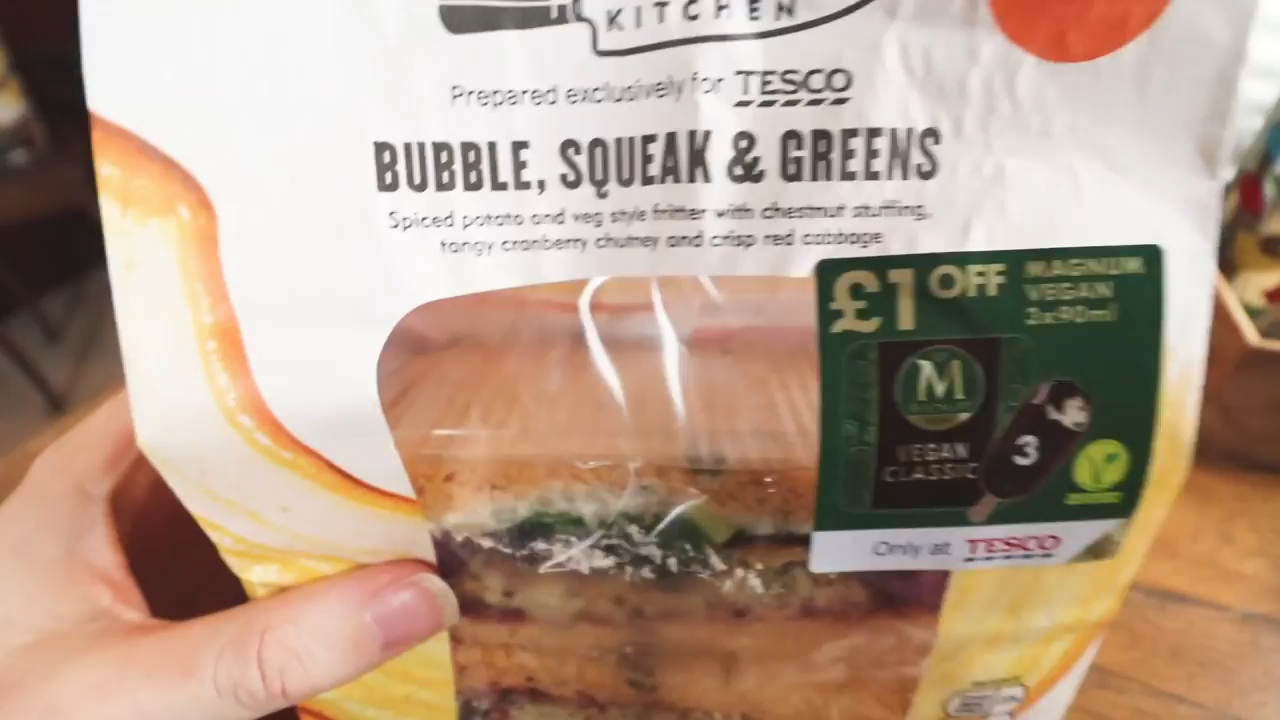 KITCHEN
Prepared exclusively for TESCO
BUBBLE, SQUEAK & GREENS
Spiced potato and veg style fritter with chestnut stuffing,
tangy cranberry chutney and crisp red cabbage
£1 OFF
MAGNUM
VEGAN
3x90ml
M
VEGAN
CLASSIC
3
Only at TESCO